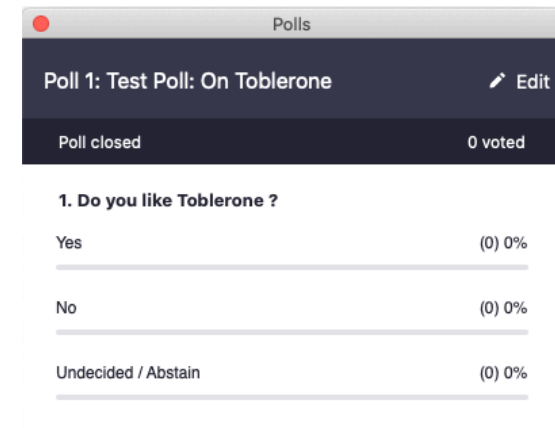 Polls
Poll 1: Test Poll: On Toblerone Edit
Poll closed 0 voted
1. Do you like Toblerone ?
Yes (0) 0%
No (0) 0%
Undecided / Abstain (0) 0%